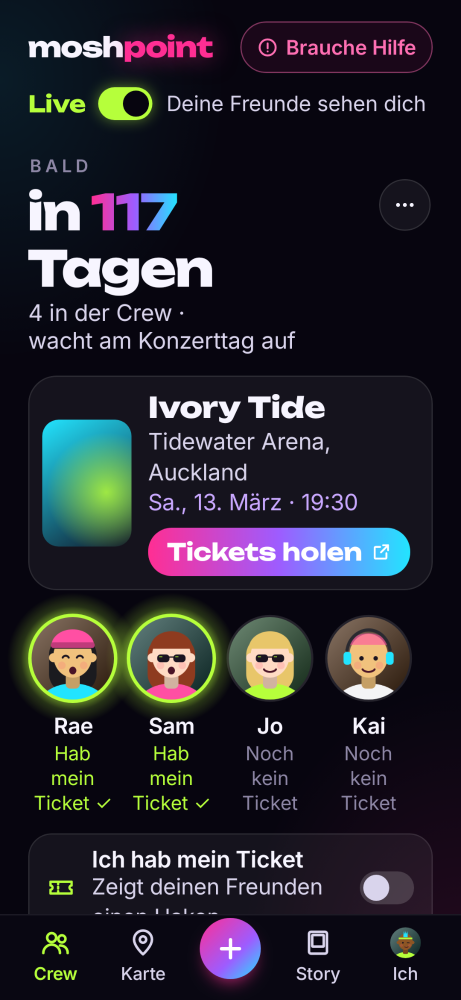 moshpoint
Brauche Hilfe
Live
Deine Freunde sehen dich
BALD
in 117
Tagen
4 in der Crew ·
wacht am Konzerttag auf
Ivory Tide
Tidewater Arena,
Auckland
Sa., 13. März · 19:30
Tickets holen
Rae
Hab
mein
Ticket ✓
Sam
Hab
mein
Ticket ✓
Jo
Noch
kein
Ticket
Kai
Noch
kein
Ticket
Ich hab mein Ticket
Zeigt deinen Freunden
Crew
Karte
Story
Ich